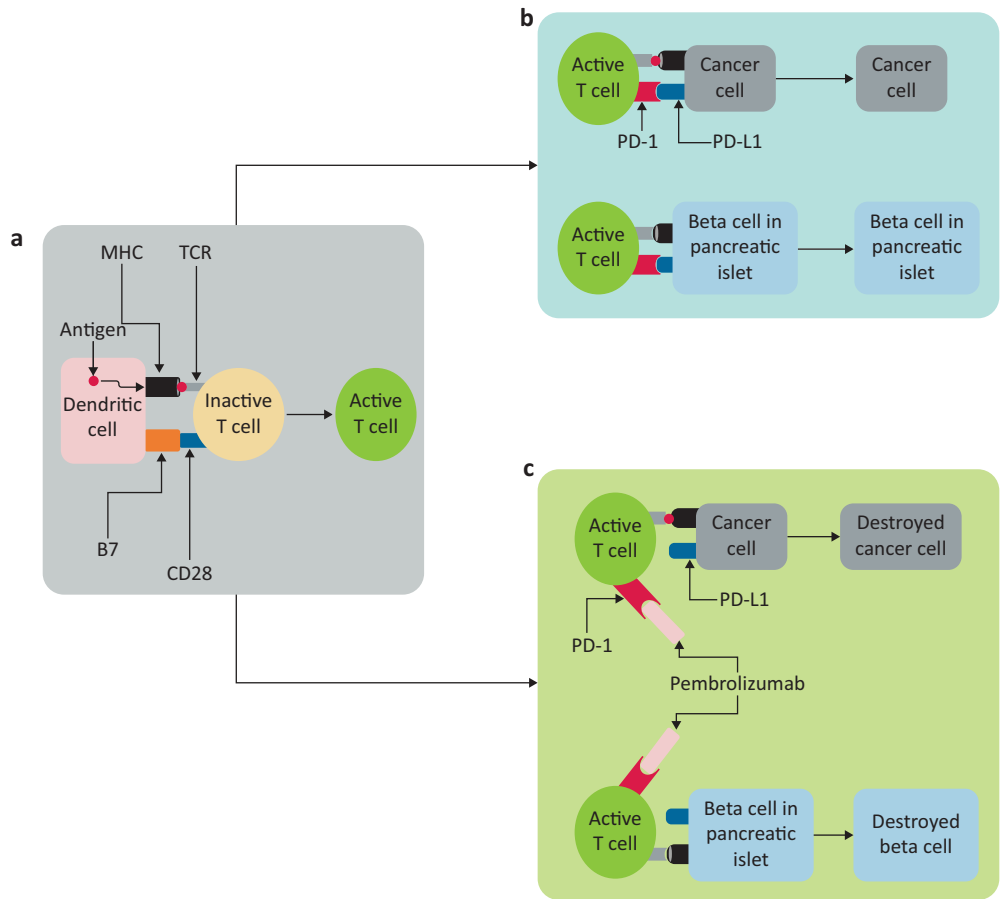 a
MHC
TCR
Antigen
Dendritic
cell
Inactive
T cell
Active
T cell
B7
CD28
b
Active
T cell
Cancer
cell
Cancer
cell
PD-1
PD-L1
Active
T cell
Beta cell in
pancreatic
islet
Beta cell in
pancreatic
islet
c
Active
T cell
Cancer
cell
Destroyed
cancer cell
PD-L1
PD-1
Pembrolizumab
Active
T cell
Beta cell in
pancreatic
islet
Destroyed
beta cell